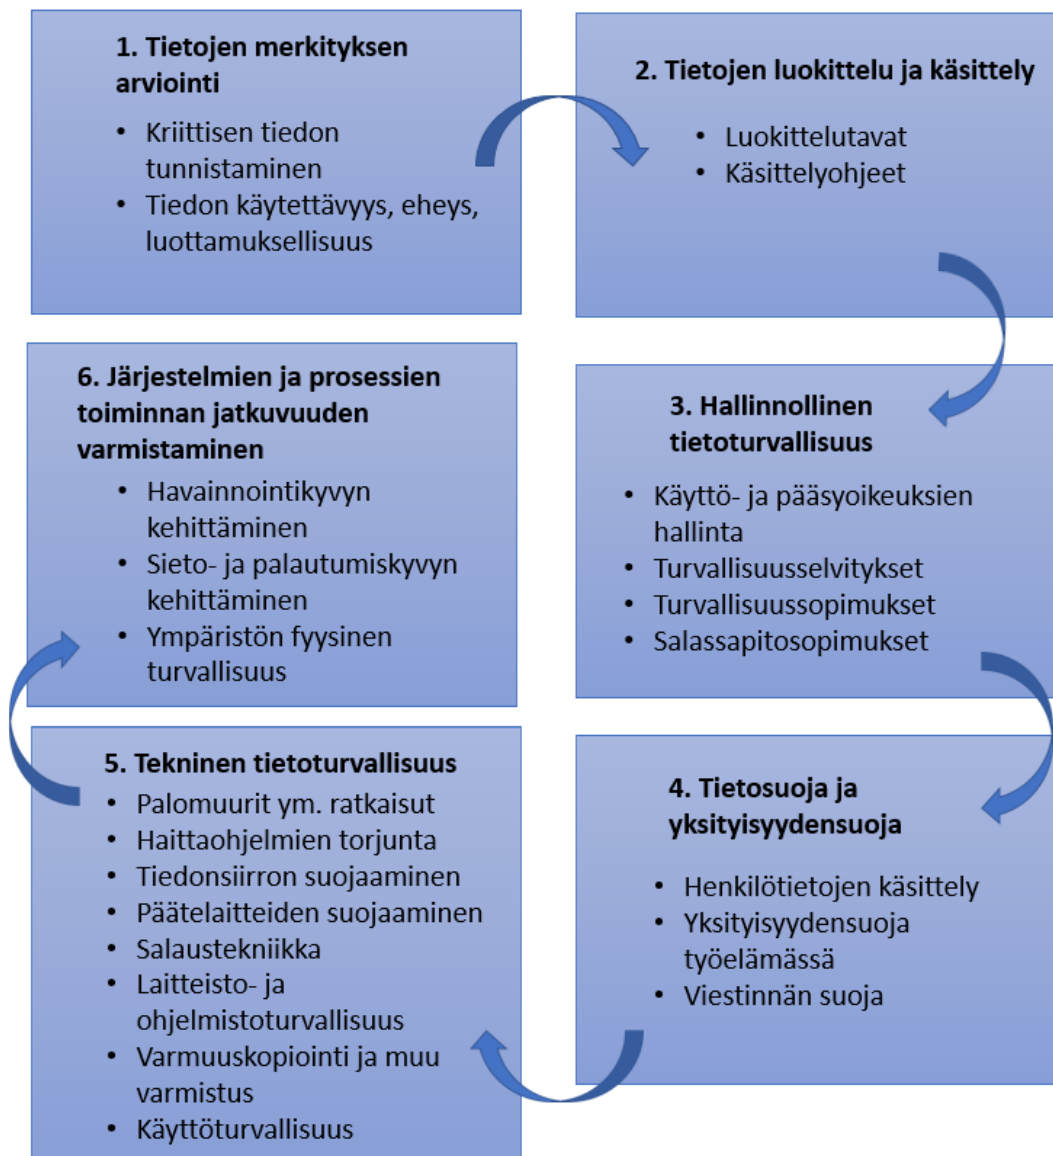 1. Tietojen merkityksen
arviointi
• Kriittisen tiedon
tunnistaminen
• Tiedon käytettävyys, eheys,
luottamuksellisuus
2. Tietojen luokittelu ja käsittely
• Luokittelutavat
• Käsittelyohjeet
3. Hallinnollinen
tietoturvallisuus
• Käyttö- ja pääsyoikeuksien
hallinta
• Turvallisuusselvitykset
• Turvallisuussopimukset
• Salassapitosopimukset
4. Tietosuoja ja
yksityisyydensuoja
• Henkilötietojen käsittely
• Yksityisyydensuoja
työelämässä
• Viestinnän suoja
5. Tekninen tietoturvallisuus
• Palomuurit ym. ratkaisut
• Haittaohjelmien torjunta
• Tiedonsiirron suojaaminen
• Päätelaitteiden suojaaminen
• Salaustekniikka
• Laitteisto- ja
ohjelmistoturvallisuus
• Varmuuskopiointi ja muu
varmistus
• Käyttöturvallisuus
6. Järjestelmien ja prosessien
toiminnan jatkuvuuden
varmistaminen
• Havainnointikyvyn
kehittäminen
• Sieto- ja palautumiskyvyn
kehittäminen
• Ympäristön fyysinen
turvallisuus